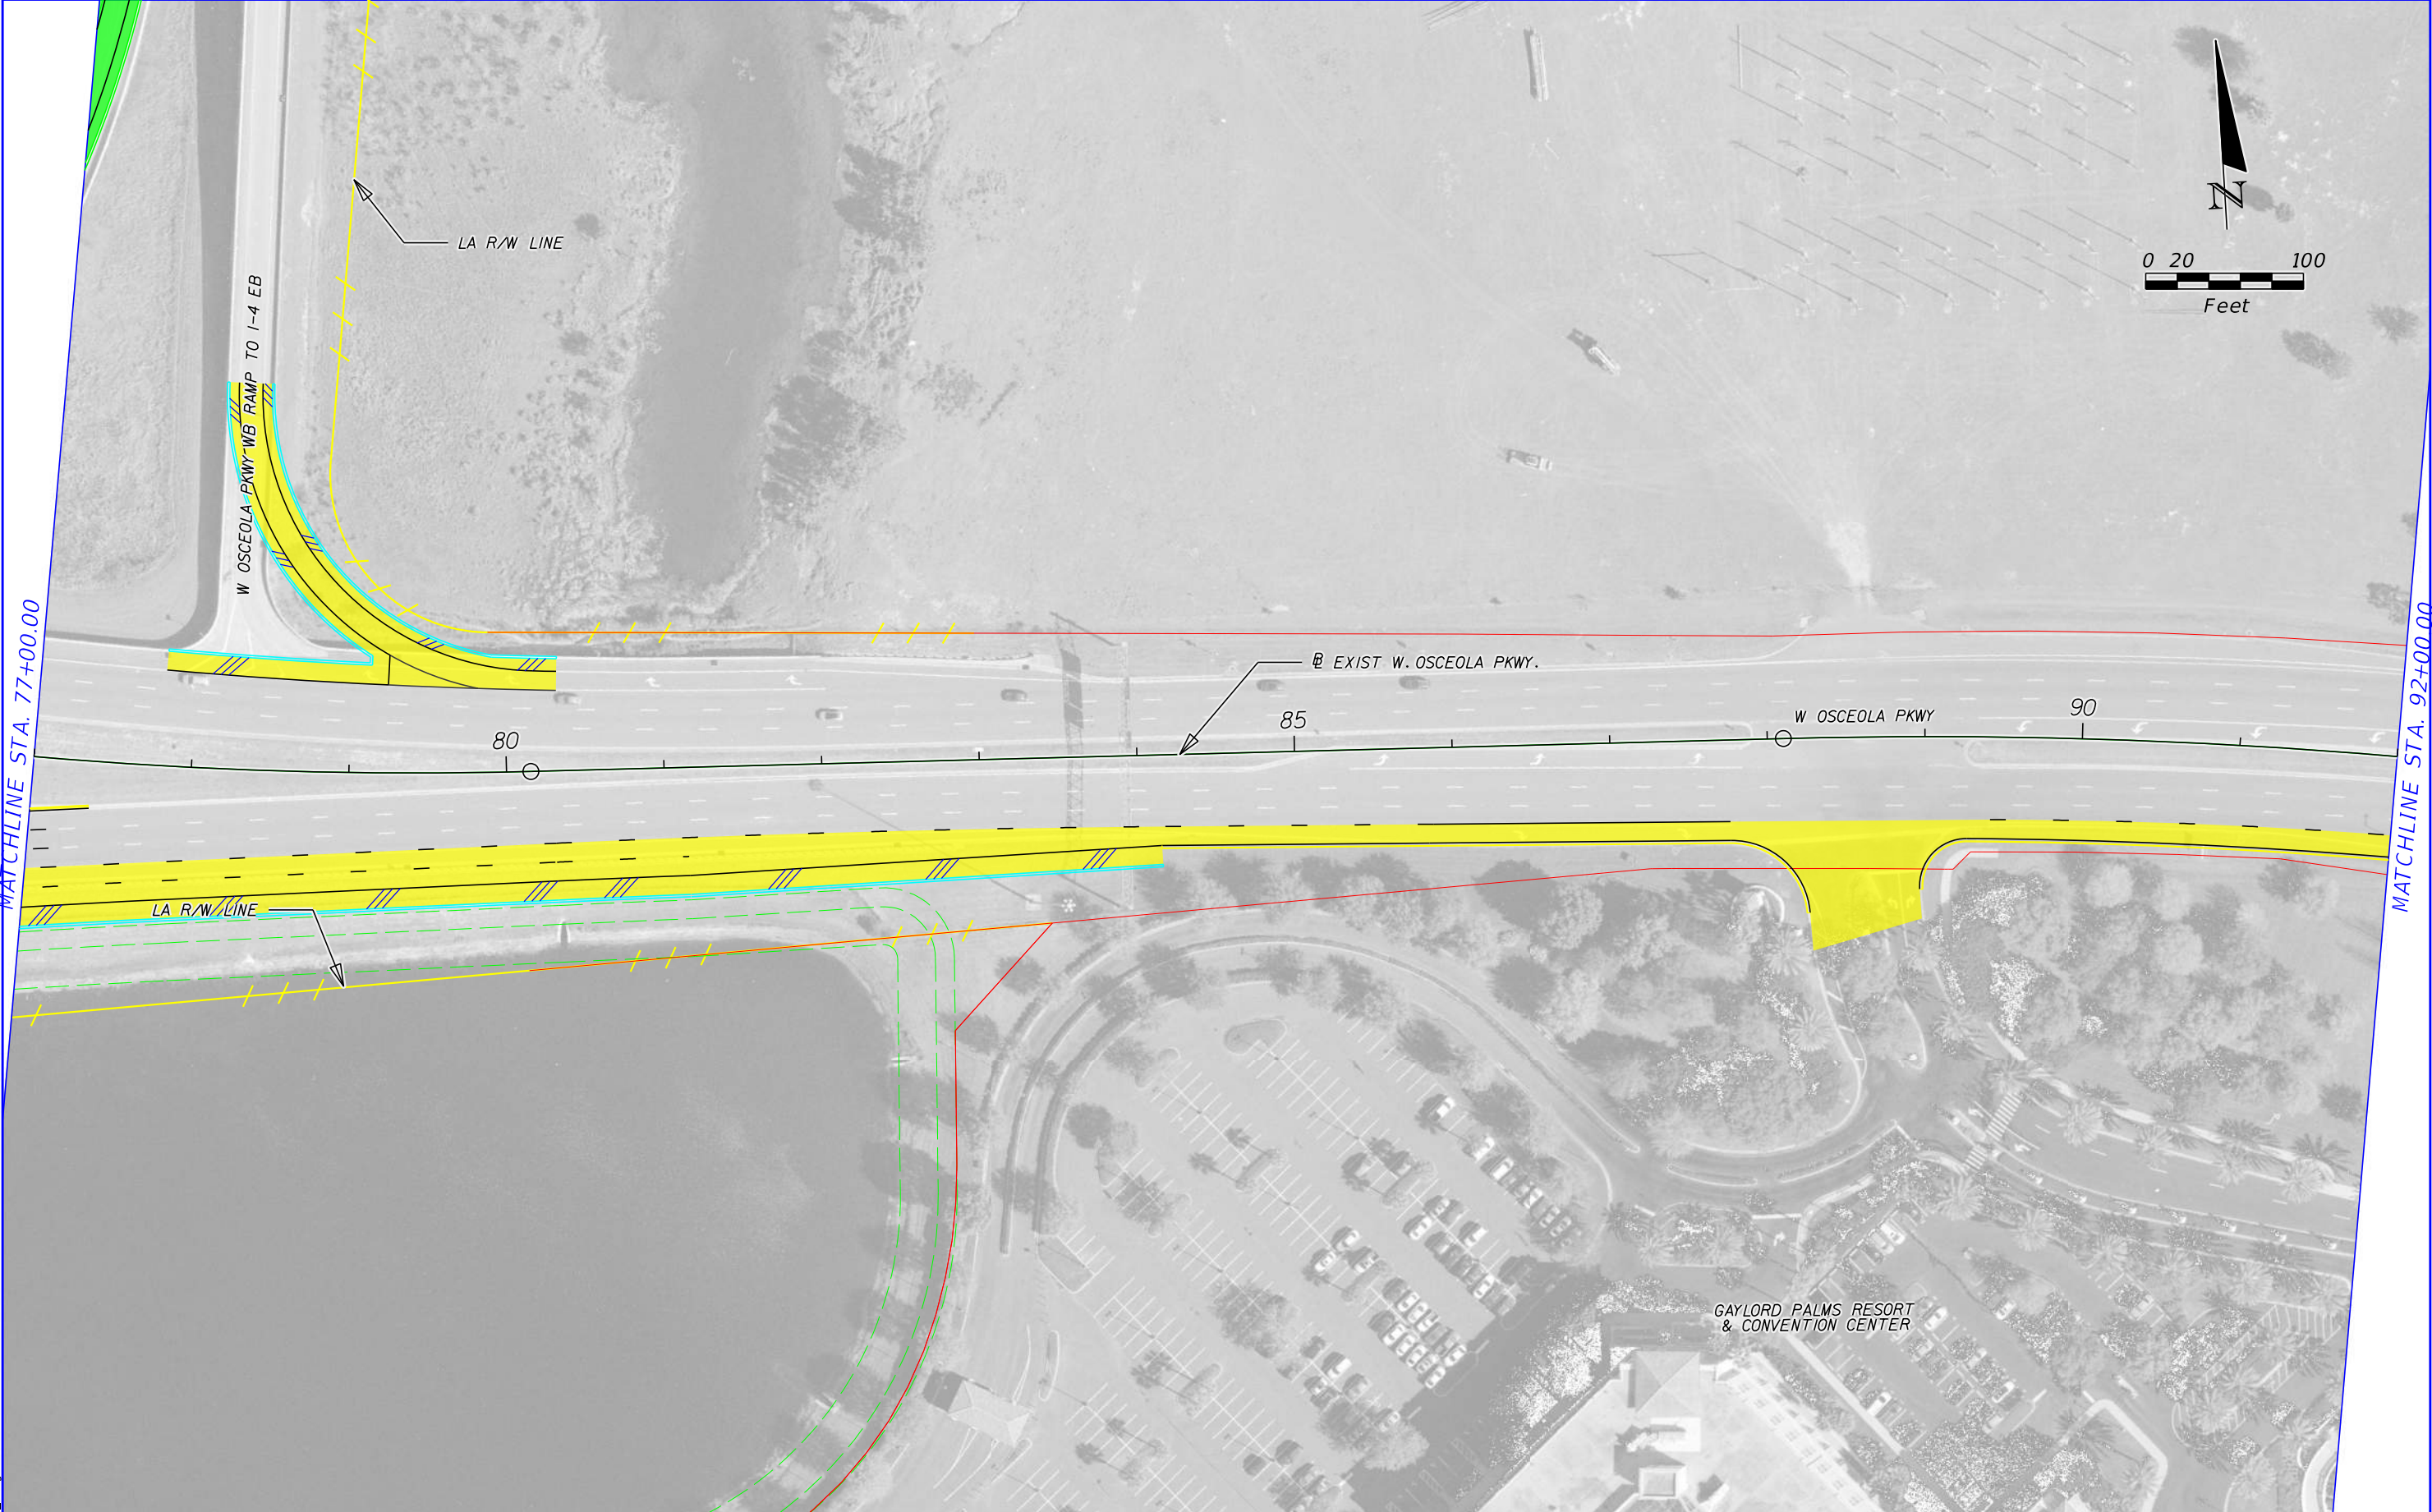 N
0 20 100
Feet
LA R/W LINE
W OSCEOLA PKWY-WB RAMP TO I-4 EB
MATCHLINE STA. 77+00.00
MATCHLINE STA. 92+00.00
℄ EXIST W. OSCEOLA PKWY.
80
85
W OSCEOLA PKWY
90
LA R/W LINE
GAYLORD PALMS RESORT
& CONVENTION CENTER